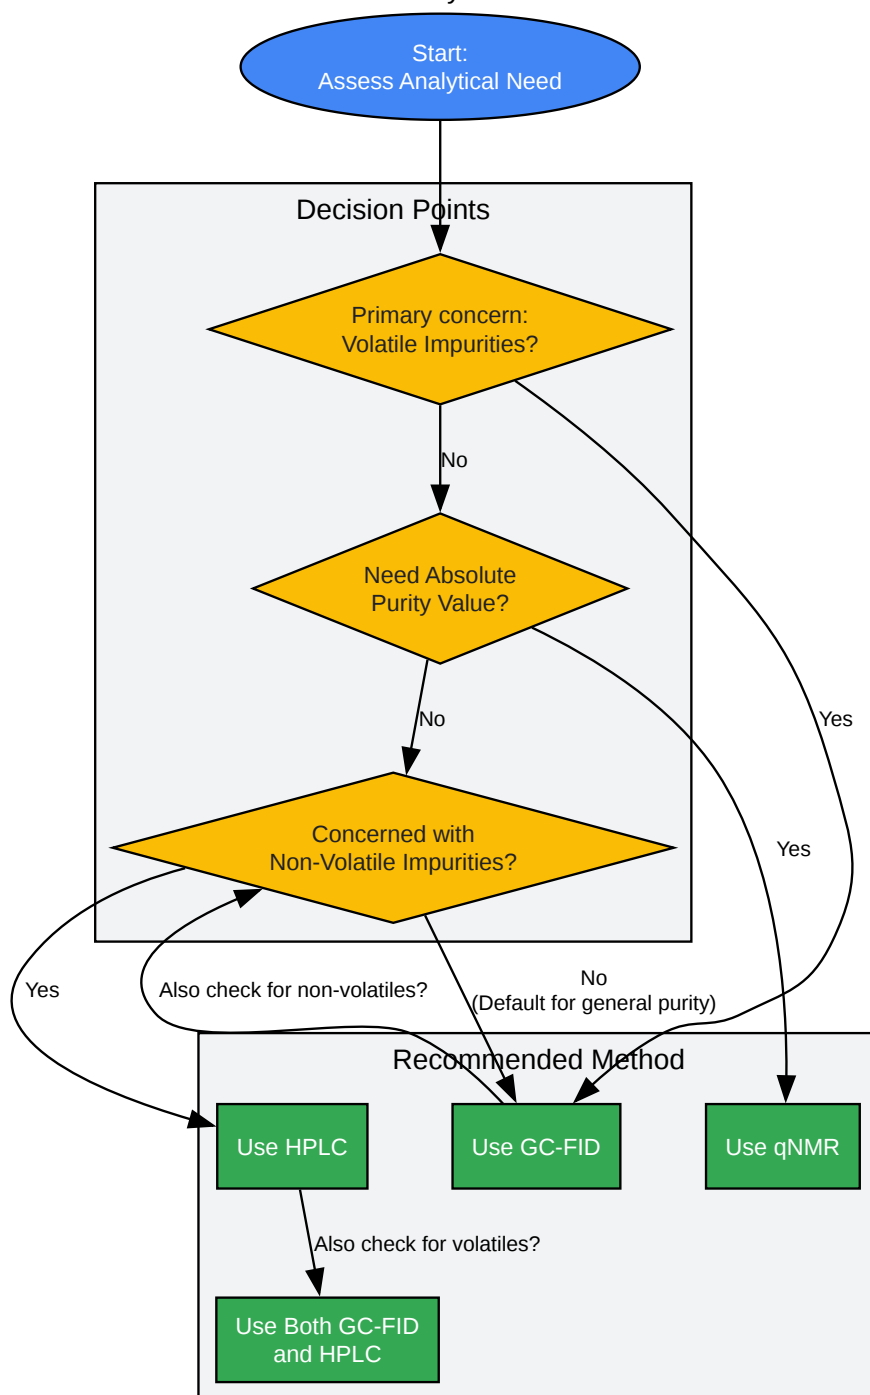 Start:
Assess Analytical Need
Decision Points
Primary concern:
Volatile Impurities?
No
Need Absolute
Purity Value?
Yes
No
Yes
Concerned with
Non-Volatile Impurities?
Yes
Also check for non-volatiles?
No
(Default for general purity)
Recommended Method
Use HPLC
Use GC-FID
Use qNMR
Also check for volatiles?
Use Both GC-FID
and HPLC